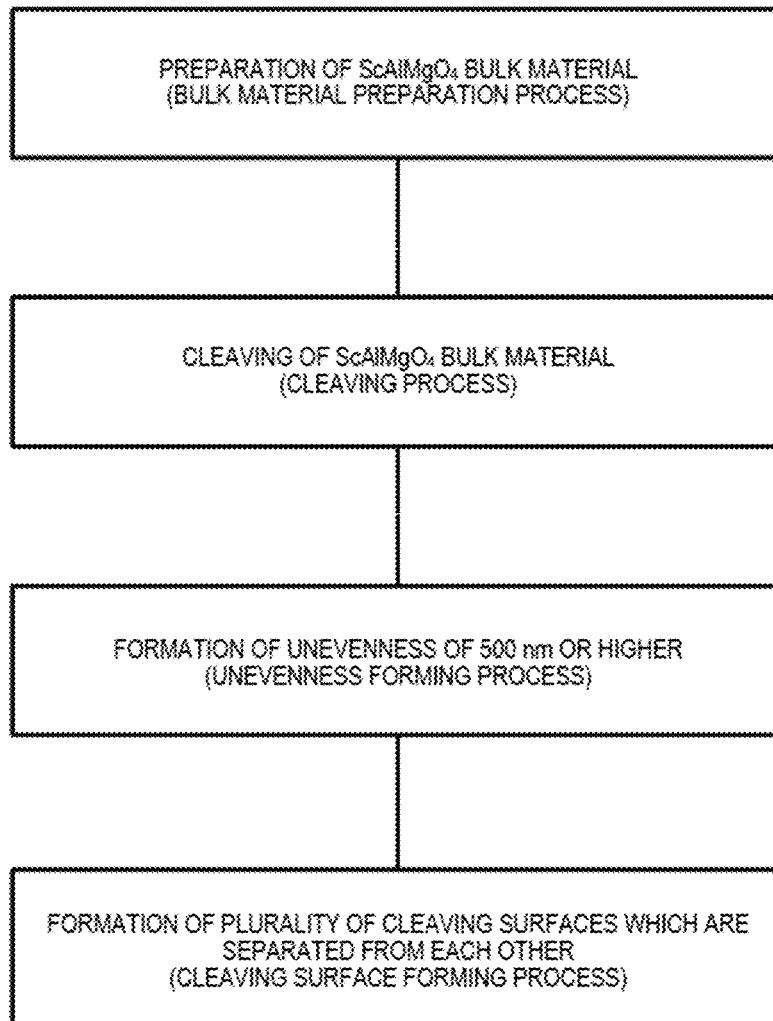 PREPARATION OF ScAlMgO₄ BULK MATERIAL
(BULK MATERIAL PREPARATION PROCESS)
CLEAVING OF ScAlMgO₄ BULK MATERIAL
(CLEAVING PROCESS)
FORMATION OF UNEVENNESS OF 500 nm OR HIGHER
(UNEVENNESS FORMING PROCESS)
FORMATION OF PLURALITY OF CLEAVING SURFACES WHICH ARE
SEPARATED FROM EACH OTHER
(CLEAVING SURFACE FORMING PROCESS)